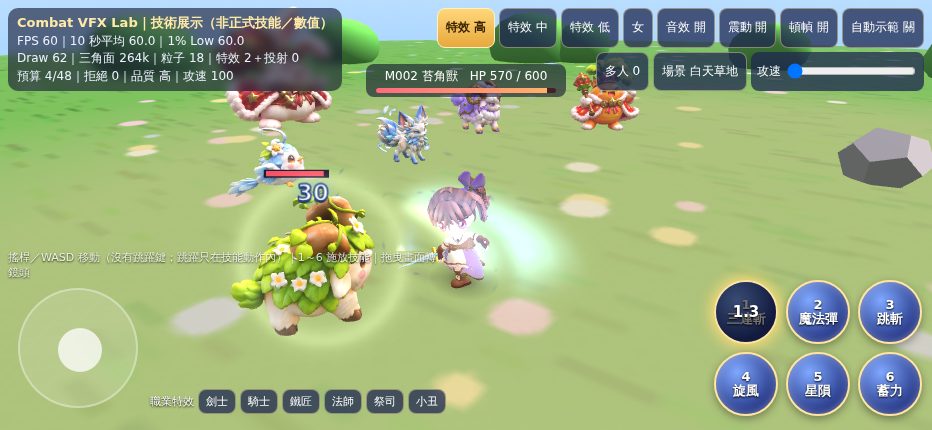 Combat VFX Lab｜技術展示（非正式技能／數值）
FPS 60｜10 秒平均 60.0｜1% Low 60.0
Draw 62｜三角面 264k｜粒子 18｜特效 2＋投射 0
預算 4/48｜拒絕 0｜品質 高｜攻速 100
特效 高
特效 中
特效 低
女
音效 開
震動 開
頓幀 開
自動示範 關
M002 苔角獸 HP 570 / 600
多人 0
場景 白天草地
攻速
30
搖桿／WASD 移動（沒有跳躍鍵；跳躍只在技能動作內）｜1～6 施放技能｜拖曳畫面轉
鏡頭
1.3
三連斬
2
魔法彈
3
跳斬
4
旋風
5
星隕
6
蓄力
職業特效
劍士
騎士
鐵匠
法師
祭司
小丑